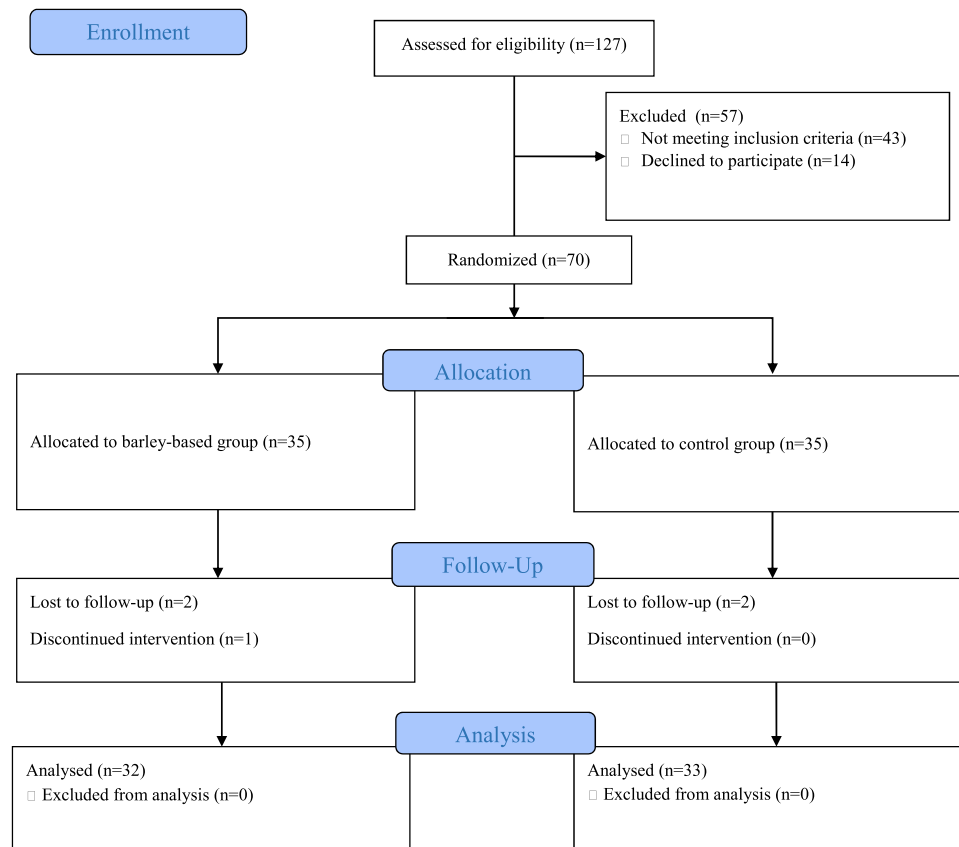 Enrollment
Assessed for eligibility (n=127)
Excluded (n=57)
Not meeting inclusion criteria (n=43)
Declined to participate (n=14)
Randomized (n=70)
Allocation
Allocated to barley-based group (n=35)
Allocated to control group (n=35)
Follow-Up
Lost to follow-up (n=2)
Discontinued intervention (n=1)
Lost to follow-up (n=2)
Discontinued intervention (n=0)
Analysis
Analysed (n=32)
Excluded from analysis (n=0)
Analysed (n=33)
Excluded from analysis (n=0)